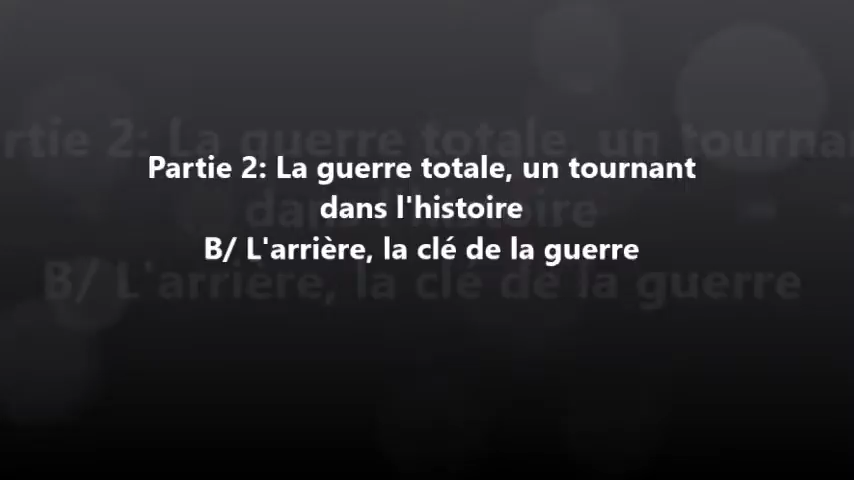 Partie 2: La guerre totale, un tournant
dans l'histoire
B/ L'arrière, la clé de la guerre